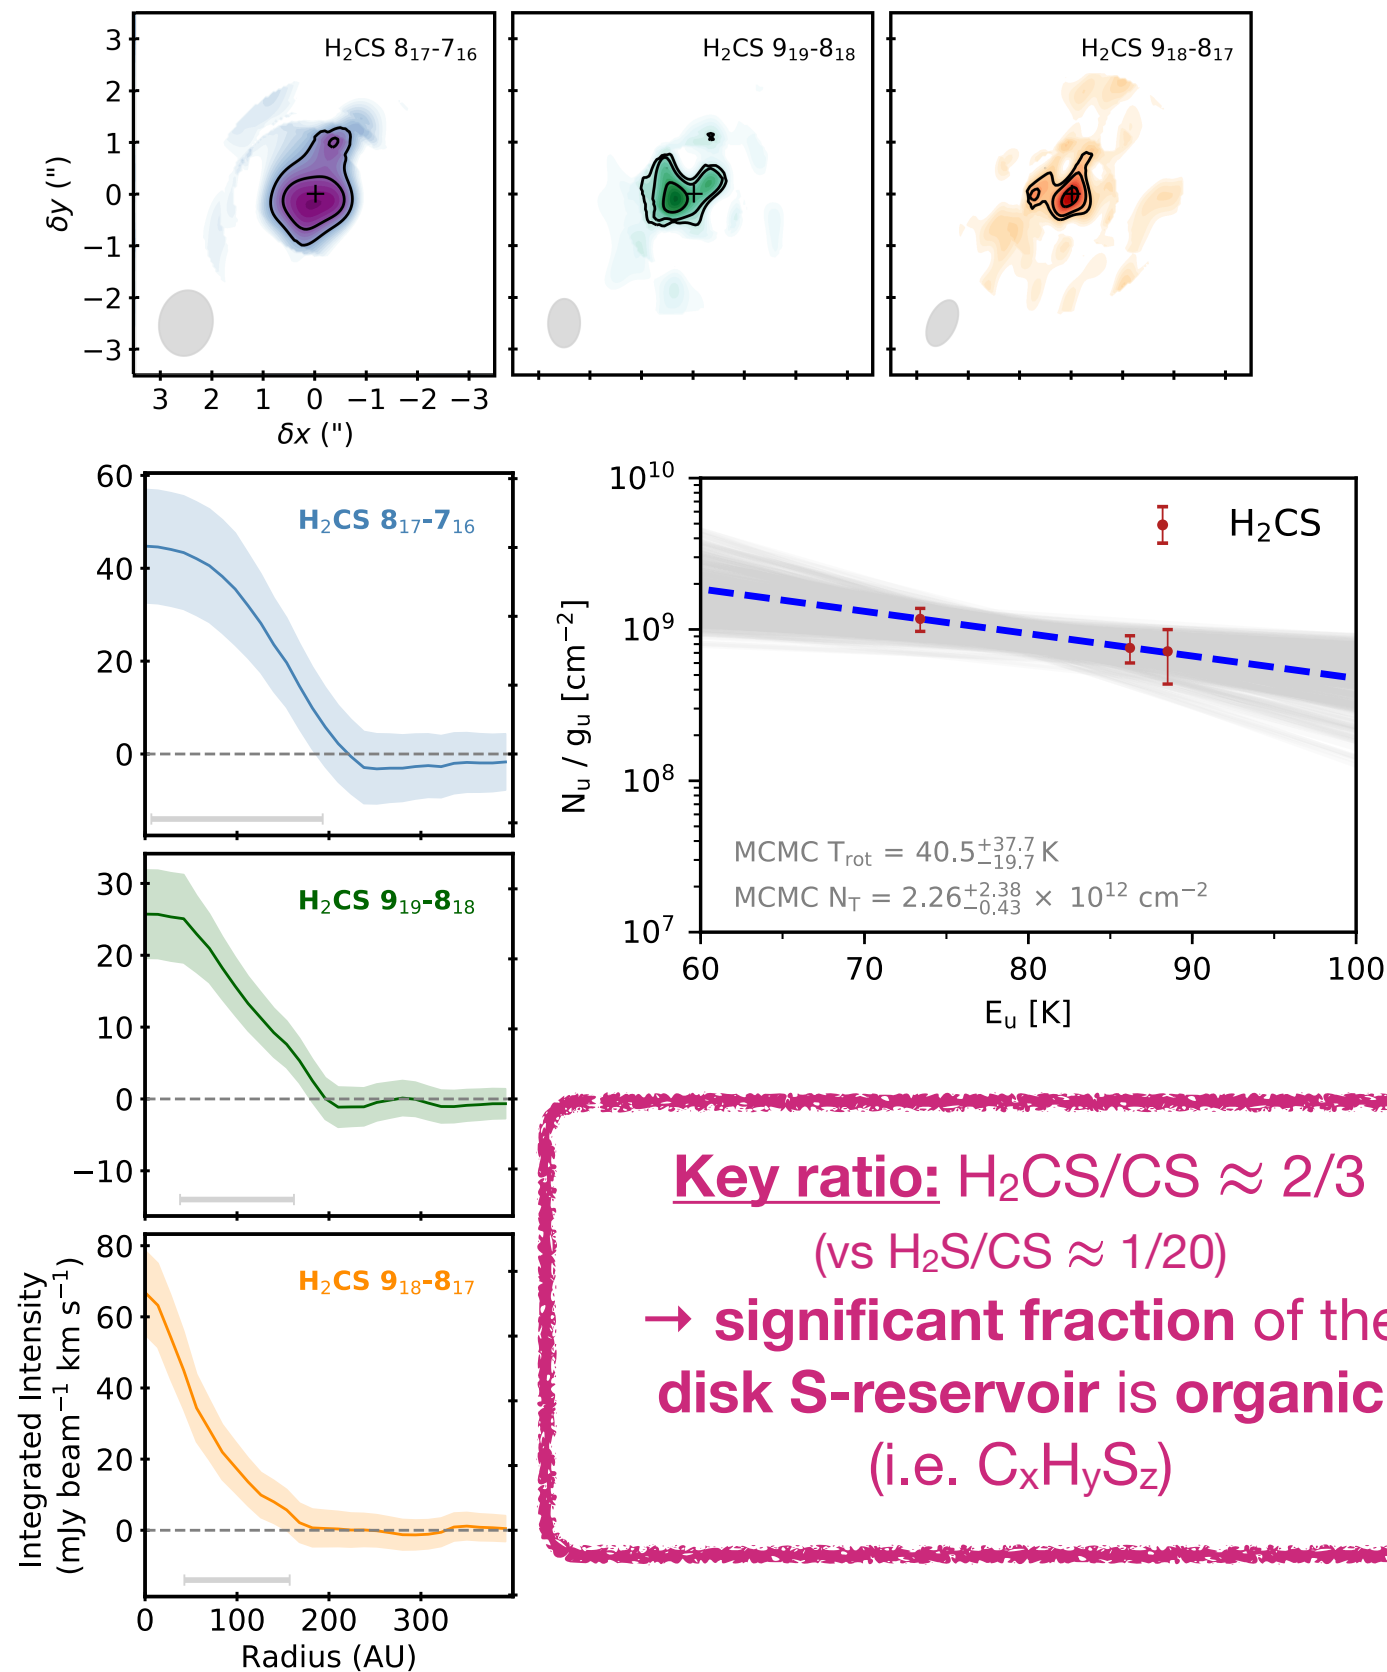 H₂CS 8₁₇-7₁₆
H₂CS 9₁₉-8₁₈
H₂CS 9₁₈-8₁₇
3
2
1
0
−1
−2
−3
δy (")
3 2 1 0 −1 −2 −3
δx (")
60
40
20
0
H₂CS 8₁₇-7₁₆
30
20
10
0
−10
H₂CS 9₁₉-8₁₈
80
60
40
20
0
H₂CS 9₁₈-8₁₇
Integrated Intensity
(mJy beam⁻¹ km s⁻¹)
0 100 200 300
Radius (AU)
10¹⁰
10⁹
10⁸
10⁷
Nᵤ / gᵤ [cm⁻²]
H₂CS
MCMC T_rot = 40.5 +37.7 −19.7 K
MCMC N_T = 2.26 +2.38 −0.43 × 10¹² cm⁻²
60 70 80 90 100
Eᵤ [K]
Key ratio: H₂CS/CS ≈ 2/3
(vs H₂S/CS ≈ 1/20)
→ significant fraction of the
disk S-reservoir is organic
(i.e. CₓHᵧS_z)